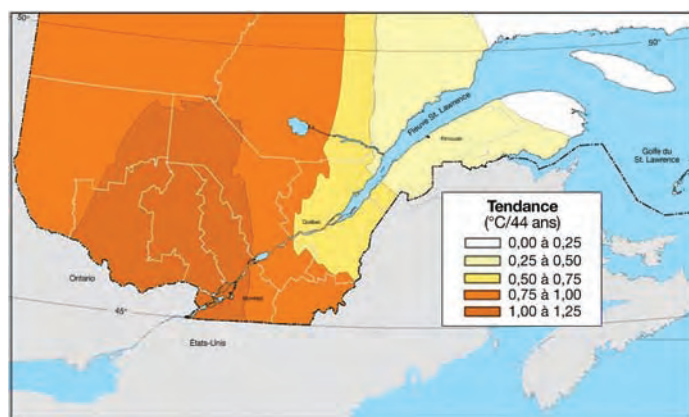 50°
50°
Fleuve St. Lawrence
Rimouski
Golfe du
St. Lawrence
Québec
Tendance
(°C/44 ans)
0,00 à 0,25
0,25 à 0,50
0,50 à 0,75
0,75 à 1,00
1,00 à 1,25
Ontario
Montréal
45°
États-Unis